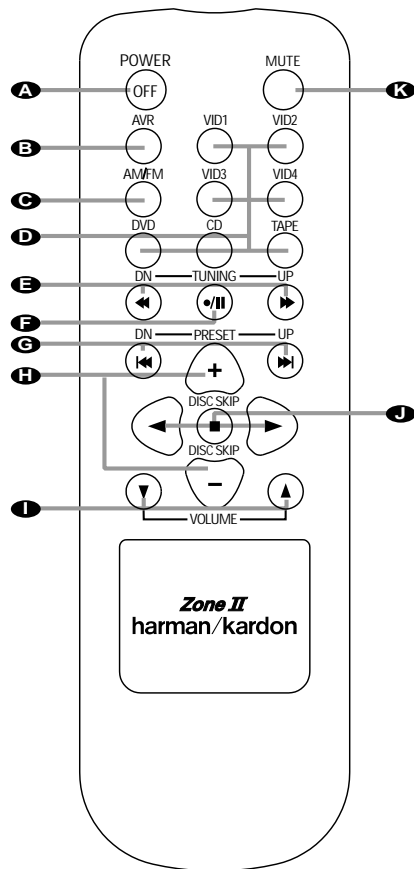 POWER MUTE
A OFF K
AVR VID1 VID2
B
AM/FM VID3 VID4
C
D
DVD CD TAPE
E DN TUNING UP
F
DN PRESET UP
G
H +
DISC SKIP
J
DISC SKIP
−
I
VOLUME
Zone II
harman/kardon